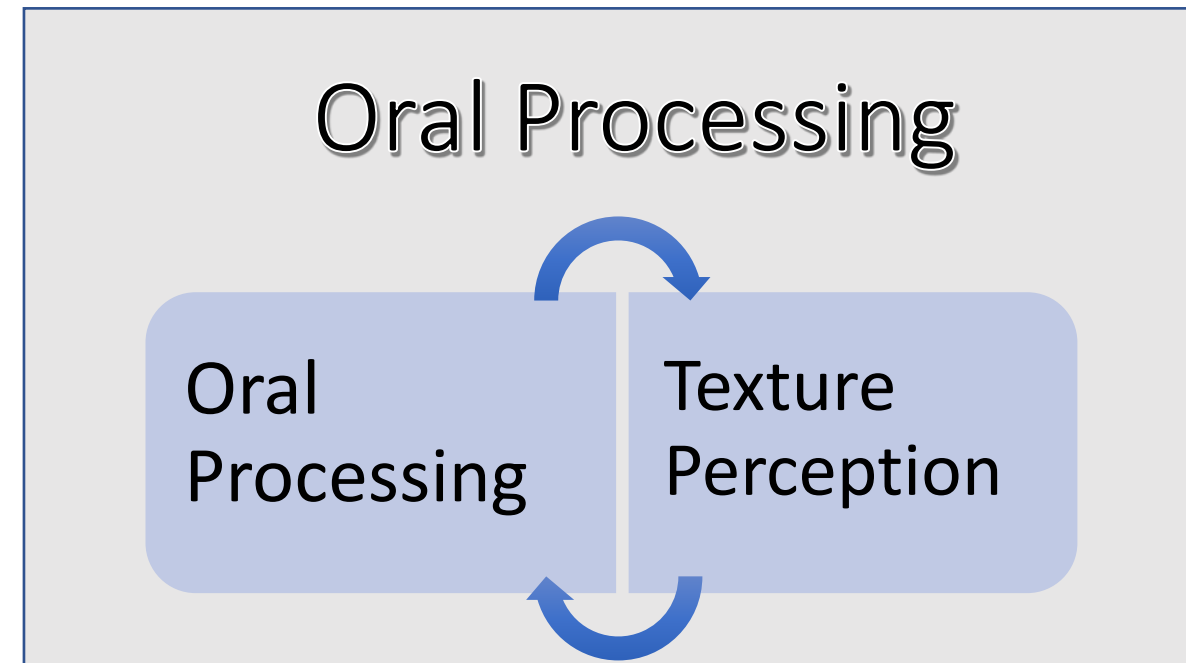 Oral Processing
Oral
Processing
Texture
Perception